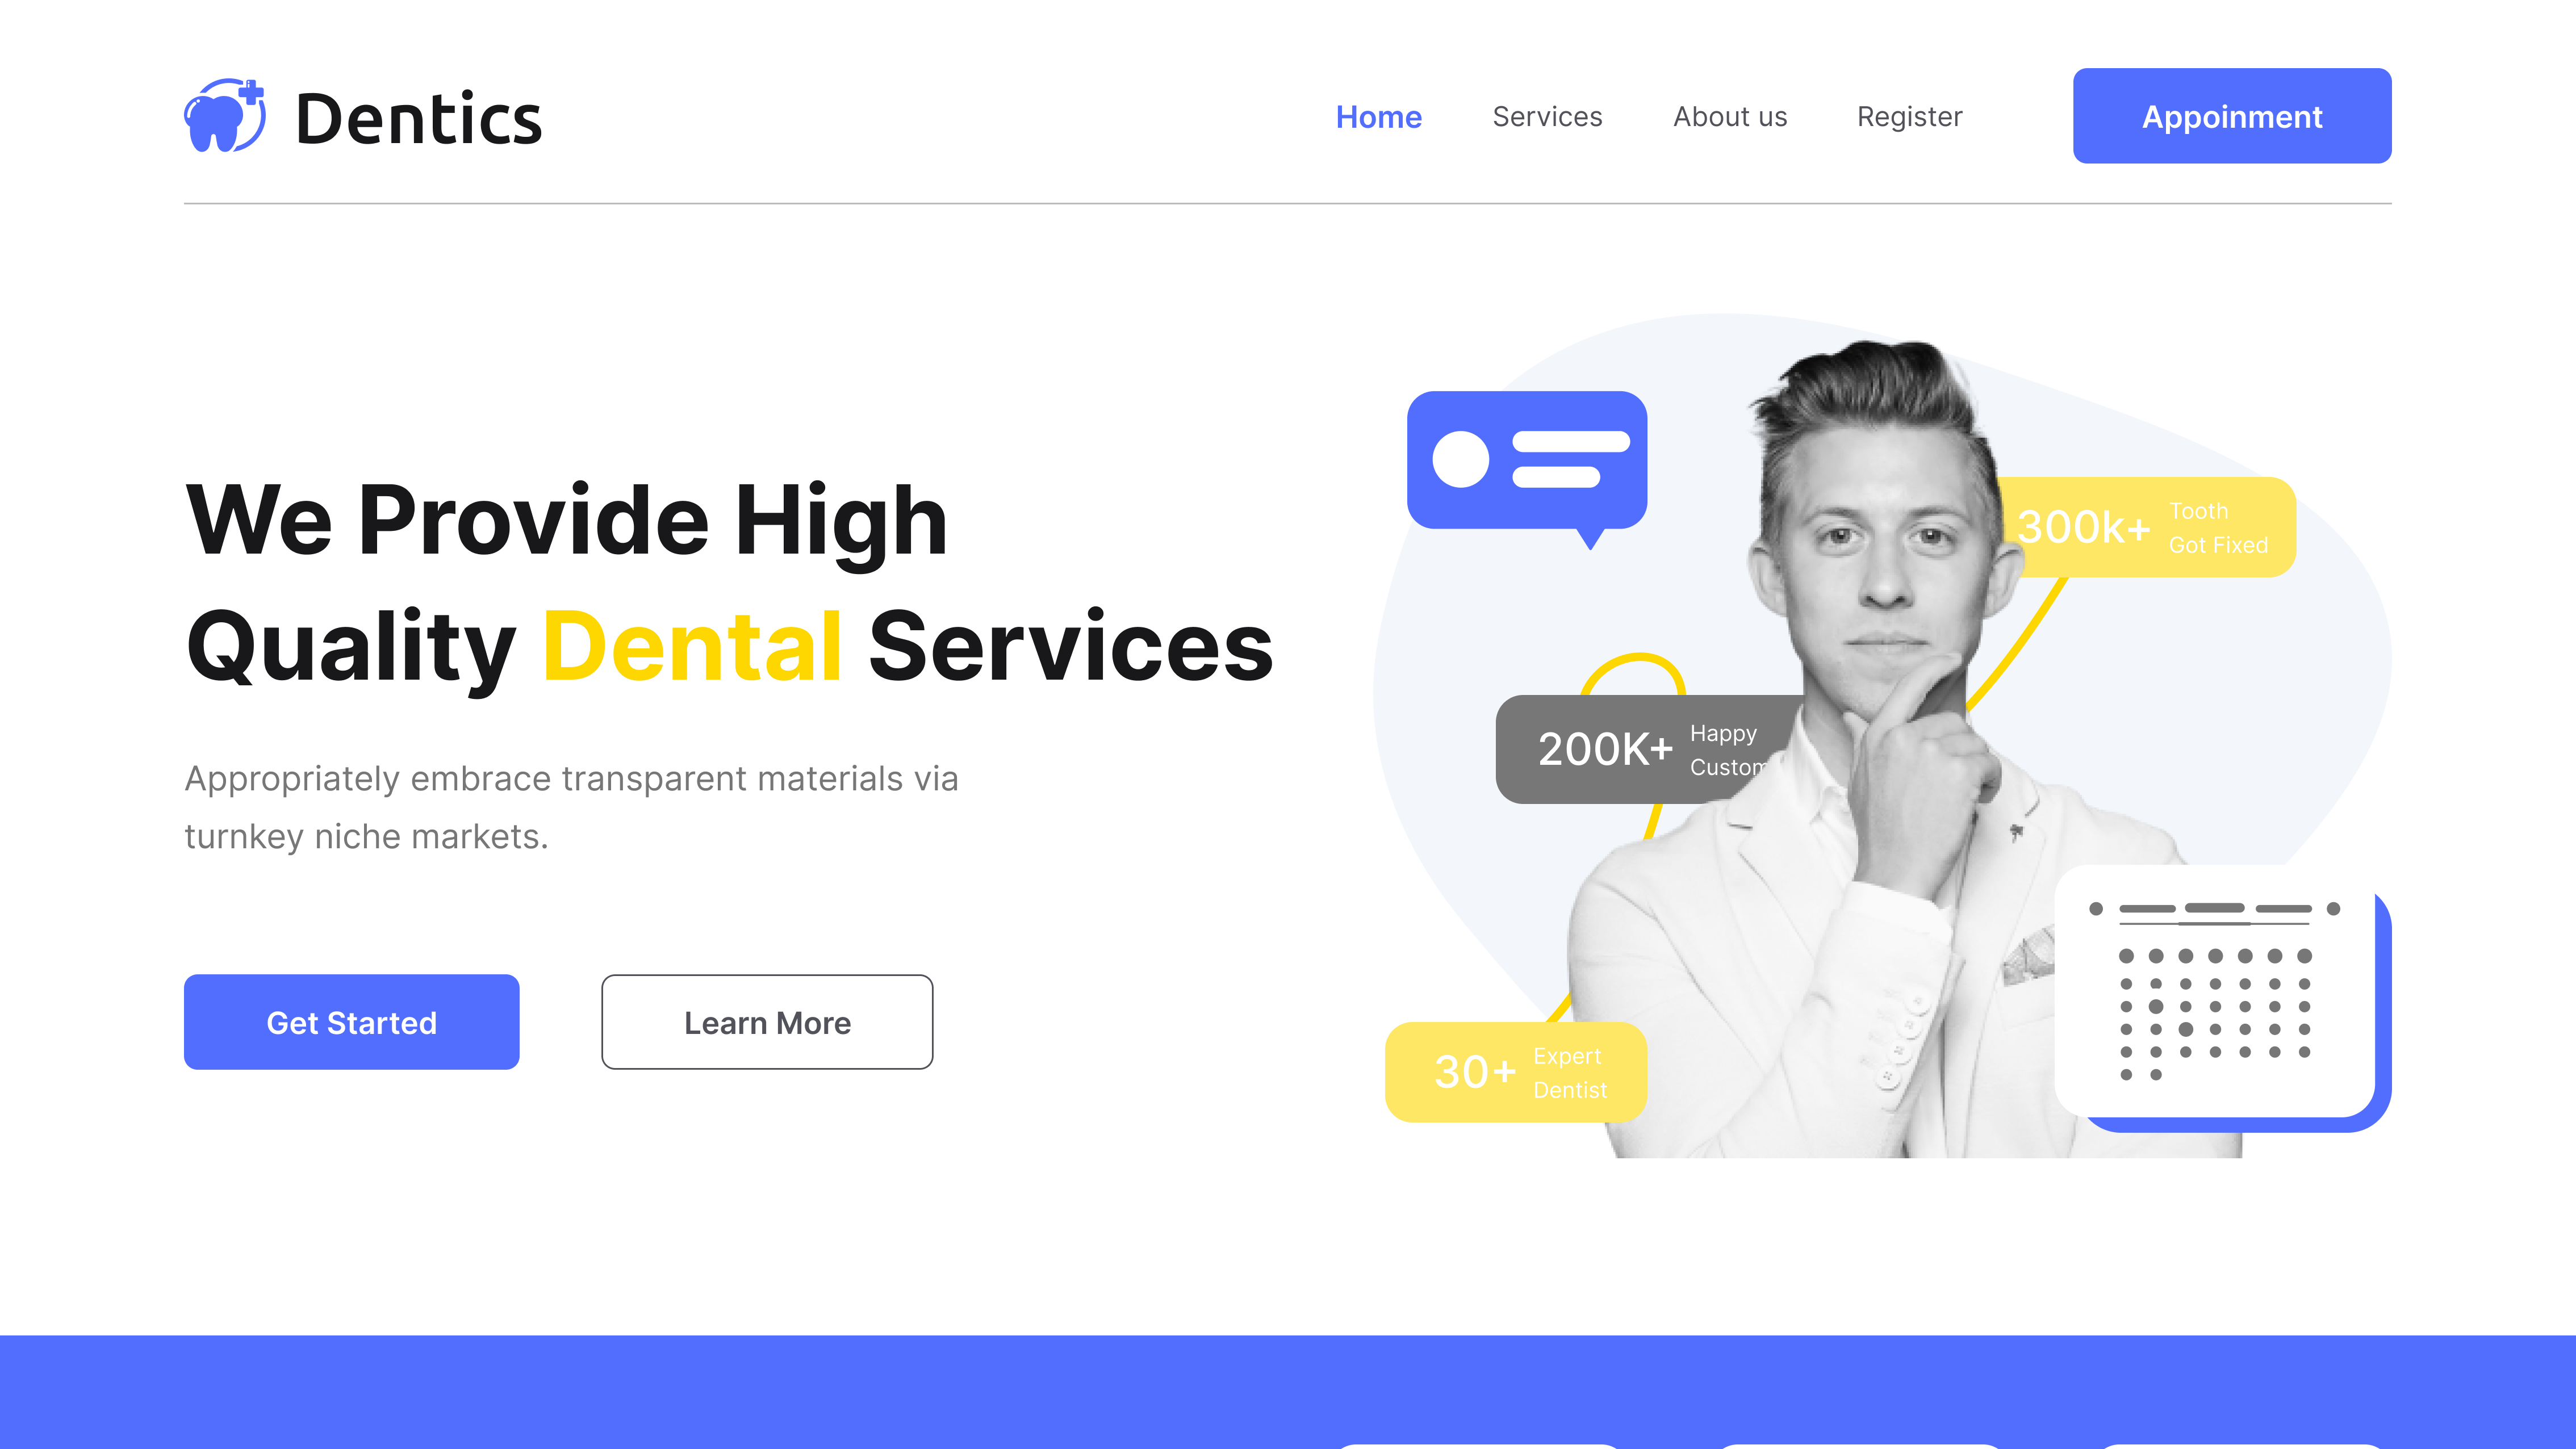 Dentics
Home
Services
About us
Register
Appoinment
We Provide High
Quality Dental Services
Appropriately embrace transparent materials via
turnkey niche markets.
Get Started
Learn More
300k+
Tooth
Got Fixed
200K+
Happy
Custom
30+
Expert
Dentist